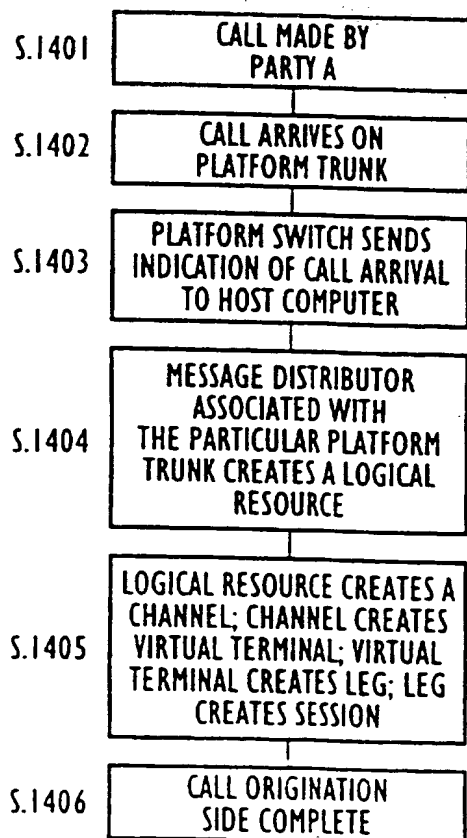 S.1401
CALL MADE BY
PARTY A
S.1402
CALL ARRIVES ON
PLATFORM TRUNK
S.1403
PLATFORM SWITCH SENDS
INDICATION OF CALL ARRIVAL
TO HOST COMPUTER
S.1404
MESSAGE DISTRIBUTOR
ASSOCIATED WITH
THE PARTICULAR PLATFORM
TRUNK CREATES A LOGICAL
RESOURCE
S.1405
LOGICAL RESOURCE CREATES A
CHANNEL; CHANNEL CREATES
VIRTUAL TERMINAL; VIRTUAL
TERMINAL CREATES LEG; LEG
CREATES SESSION
S.1406
CALL ORIGINATION
SIDE COMPLETE